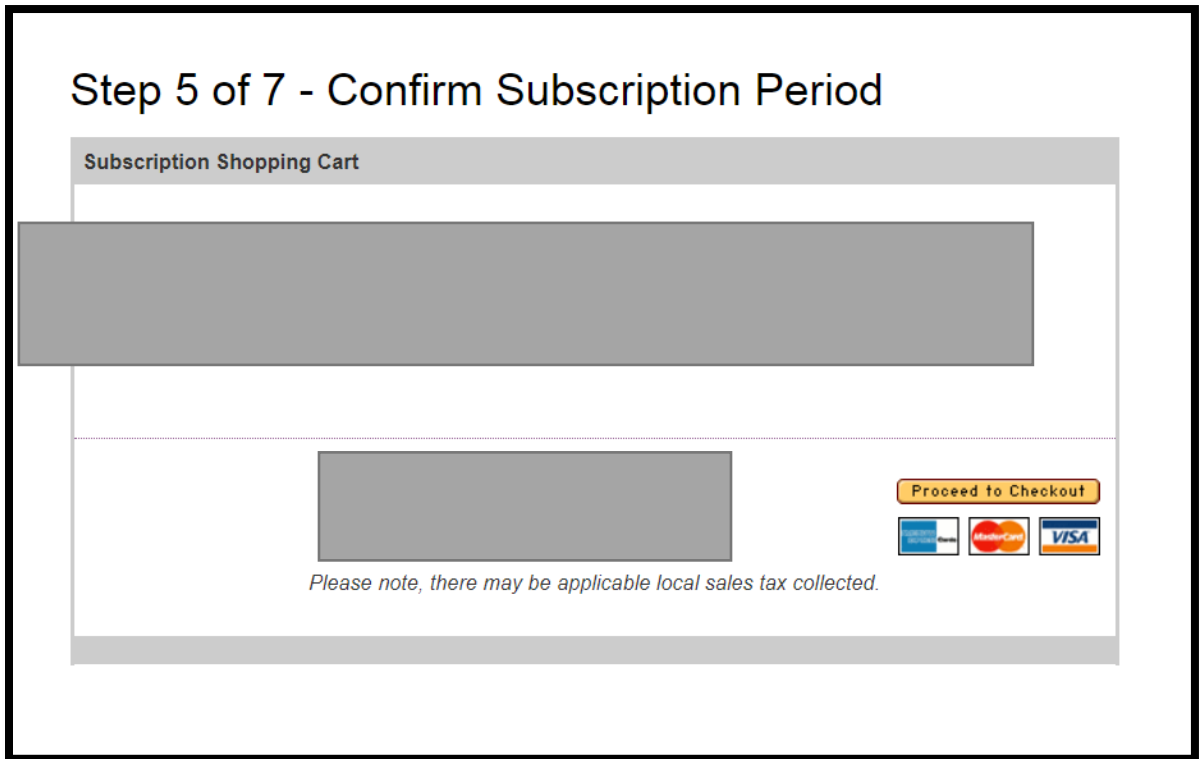 Step 5 of 7 - Confirm Subscription Period
Subscription Shopping Cart
Proceed to Checkout
MasterCard
VISA
Please note, there may be applicable local sales tax collected.